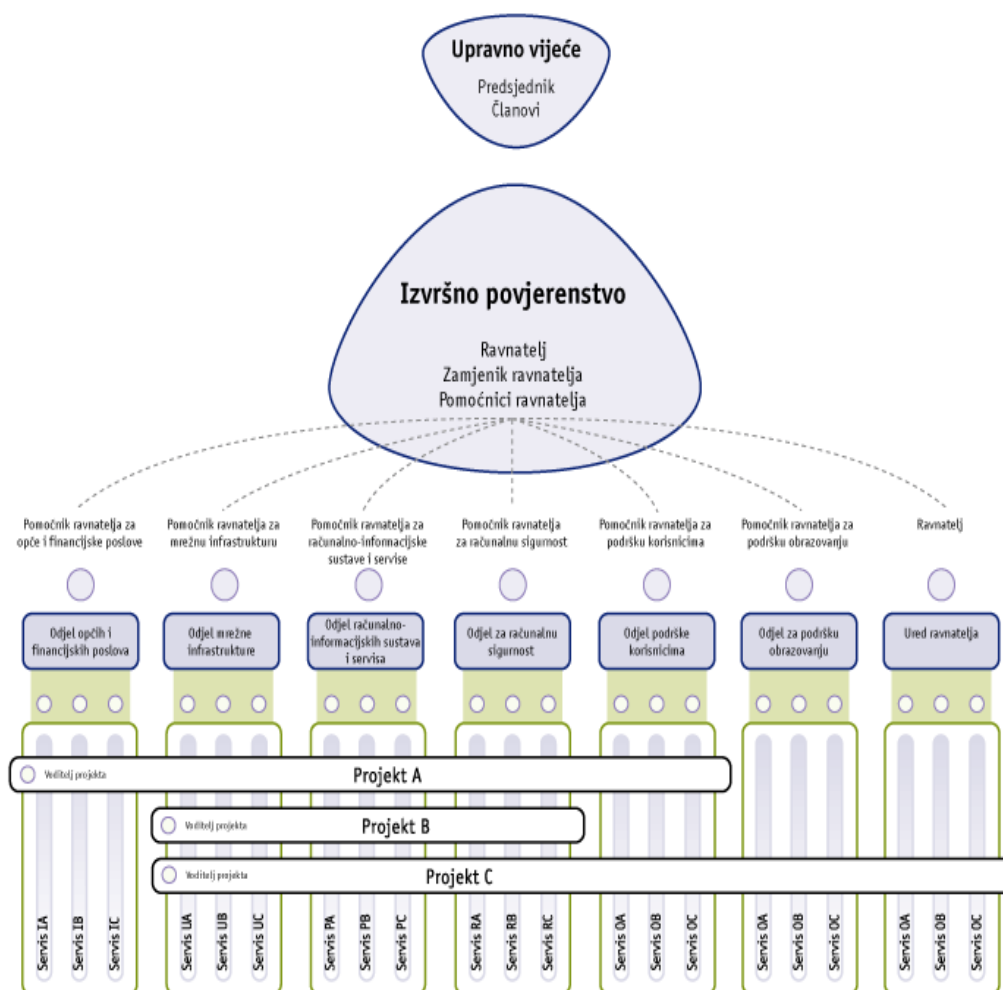 Upravno vijeće
Predsjednik
Članovi
Izvršno povjerenstvo
Ravnatelj
Zamjenik ravnatelja
Pomoćnici ravnatelja
Pomočnik ravnatelja za
opće i financijske poslove
Pomočnik ravnatelja za
mrežnu infrastrukturu
Pomočnik ravnatelja za
računalno-informacijske
sustave i servise
Pomočnik ravnatelja
za računalnu sigurnost
Pomočnik ravnatelja za
podršku korisnicima
Pomočnik ravnatelja za
podršku obrazovanju
Ravnatelj
Odjel općih i
financijskih poslova
Odjel mrežne
infrastrukture
Odjel računalno-
informacijskih sustava
i servisa
Odjel za računalnu
sigurnost
Odjel podrške
korisnicima
Odjel za podršku
obrazovanju
Ured ravnatelja
Voditelj projekta
Projekt A
Voditelj projekta
Projekt B
Voditelj projekta
Projekt C
Servis IA
Servis IB
Servis IC
Servis UA
Servis UB
Servis UC
Servis PA
Servis PB
Servis PC
Servis RA
Servis RB
Servis RC
Servis OA
Servis OB
Servis OC
Servis OA
Servis OB
Servis OC
Servis OA
Servis OB
Servis OC